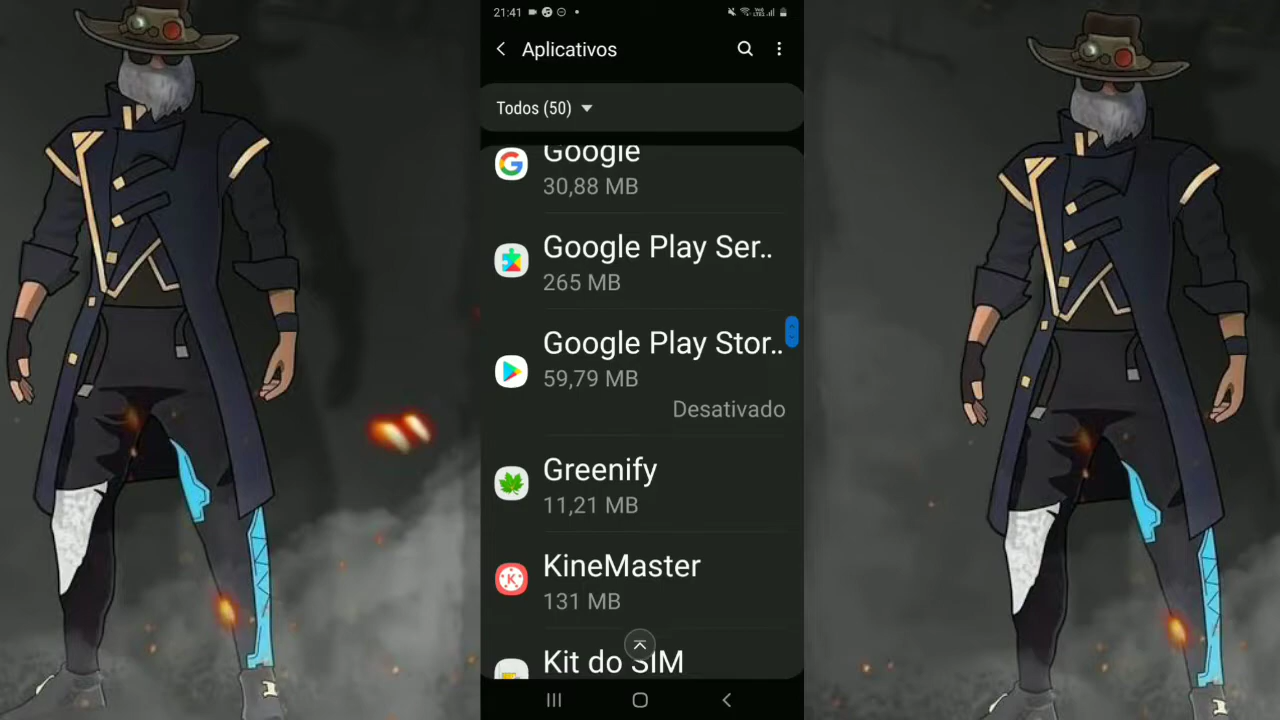 21:41
Aplicativos
Todos (50)
Google
30,88 MB
Google Play Ser..
265 MB
Google Play Stor..
59,79 MB
Desativado
Greenify
11,21 MB
KineMaster
131 MB
Kit do SIM